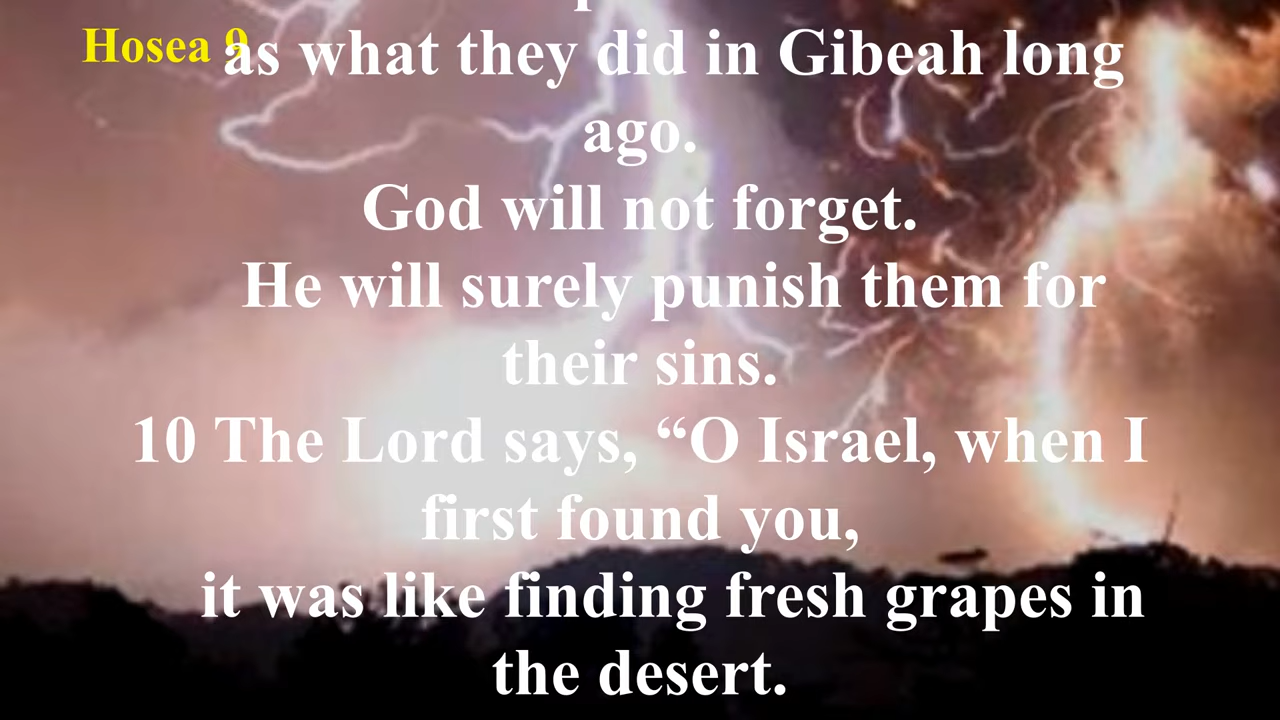 Hosea 9
as what they did in Gibeah long
ago.
God will not forget.
He will surely punish them for
their sins.
10 The Lord says, “O Israel, when I
first found you,
it was like finding fresh grapes in
the desert.